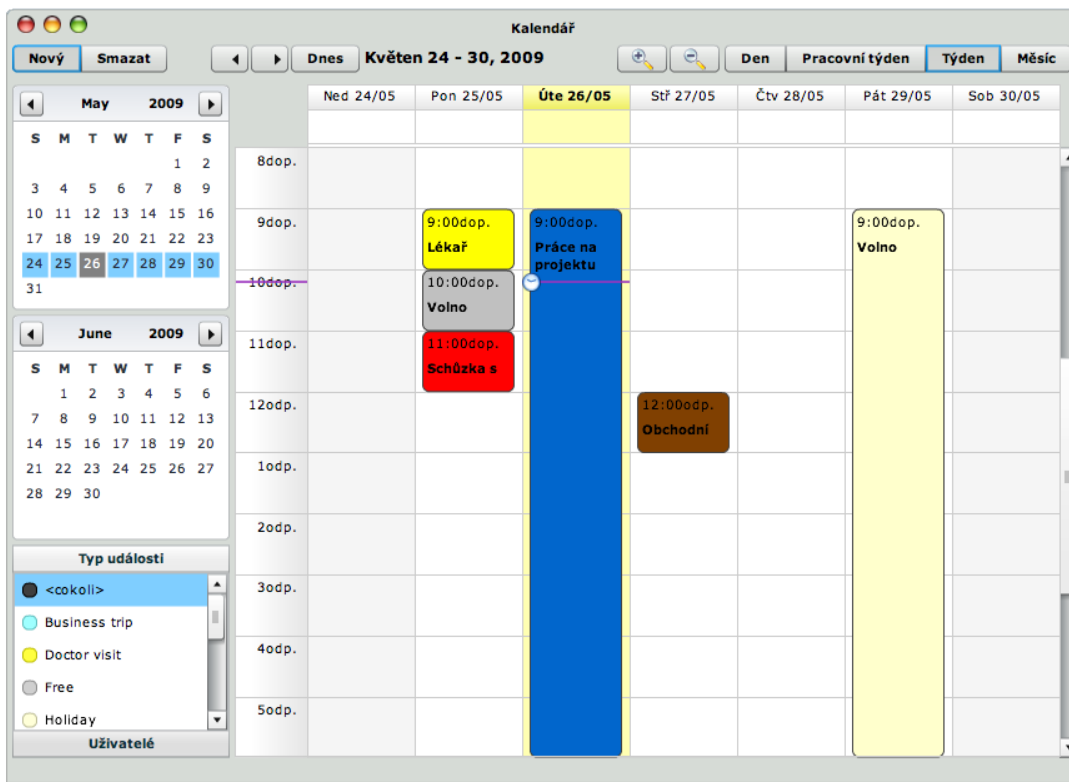 Kalendář
Nový Smazat Dnes Květen 24 - 30, 2009 Den Pracovní týden Týden Měsíc
May 2009
S M T W T F S
1 2
3 4 5 6 7 8 9
10 11 12 13 14 15 16
17 18 19 20 21 22 23
24 25 26 27 28 29 30
31
June 2009
S M T W T F S
1 2 3 4 5 6
7 8 9 10 11 12 13
14 15 16 17 18 19 20
21 22 23 24 25 26 27
28 29 30
Typ události
<cokoli>
Business trip
Doctor visit
Free
Holiday
Uživatelé
Ned 24/05 Pon 25/05 Úte 26/05 Stř 27/05 Čtv 28/05 Pát 29/05 Sob 30/05
8dop.
9dop.
10dop.
11dop.
12odp.
1odp.
2odp.
3odp.
4odp.
5odp.
9:00dop.
Lékař
10:00dop.
Volno
11:00dop.
Schůzka s
9:00dop.
Práce na
projektu
12:00odp.
Obchodní
9:00dop.
Volno